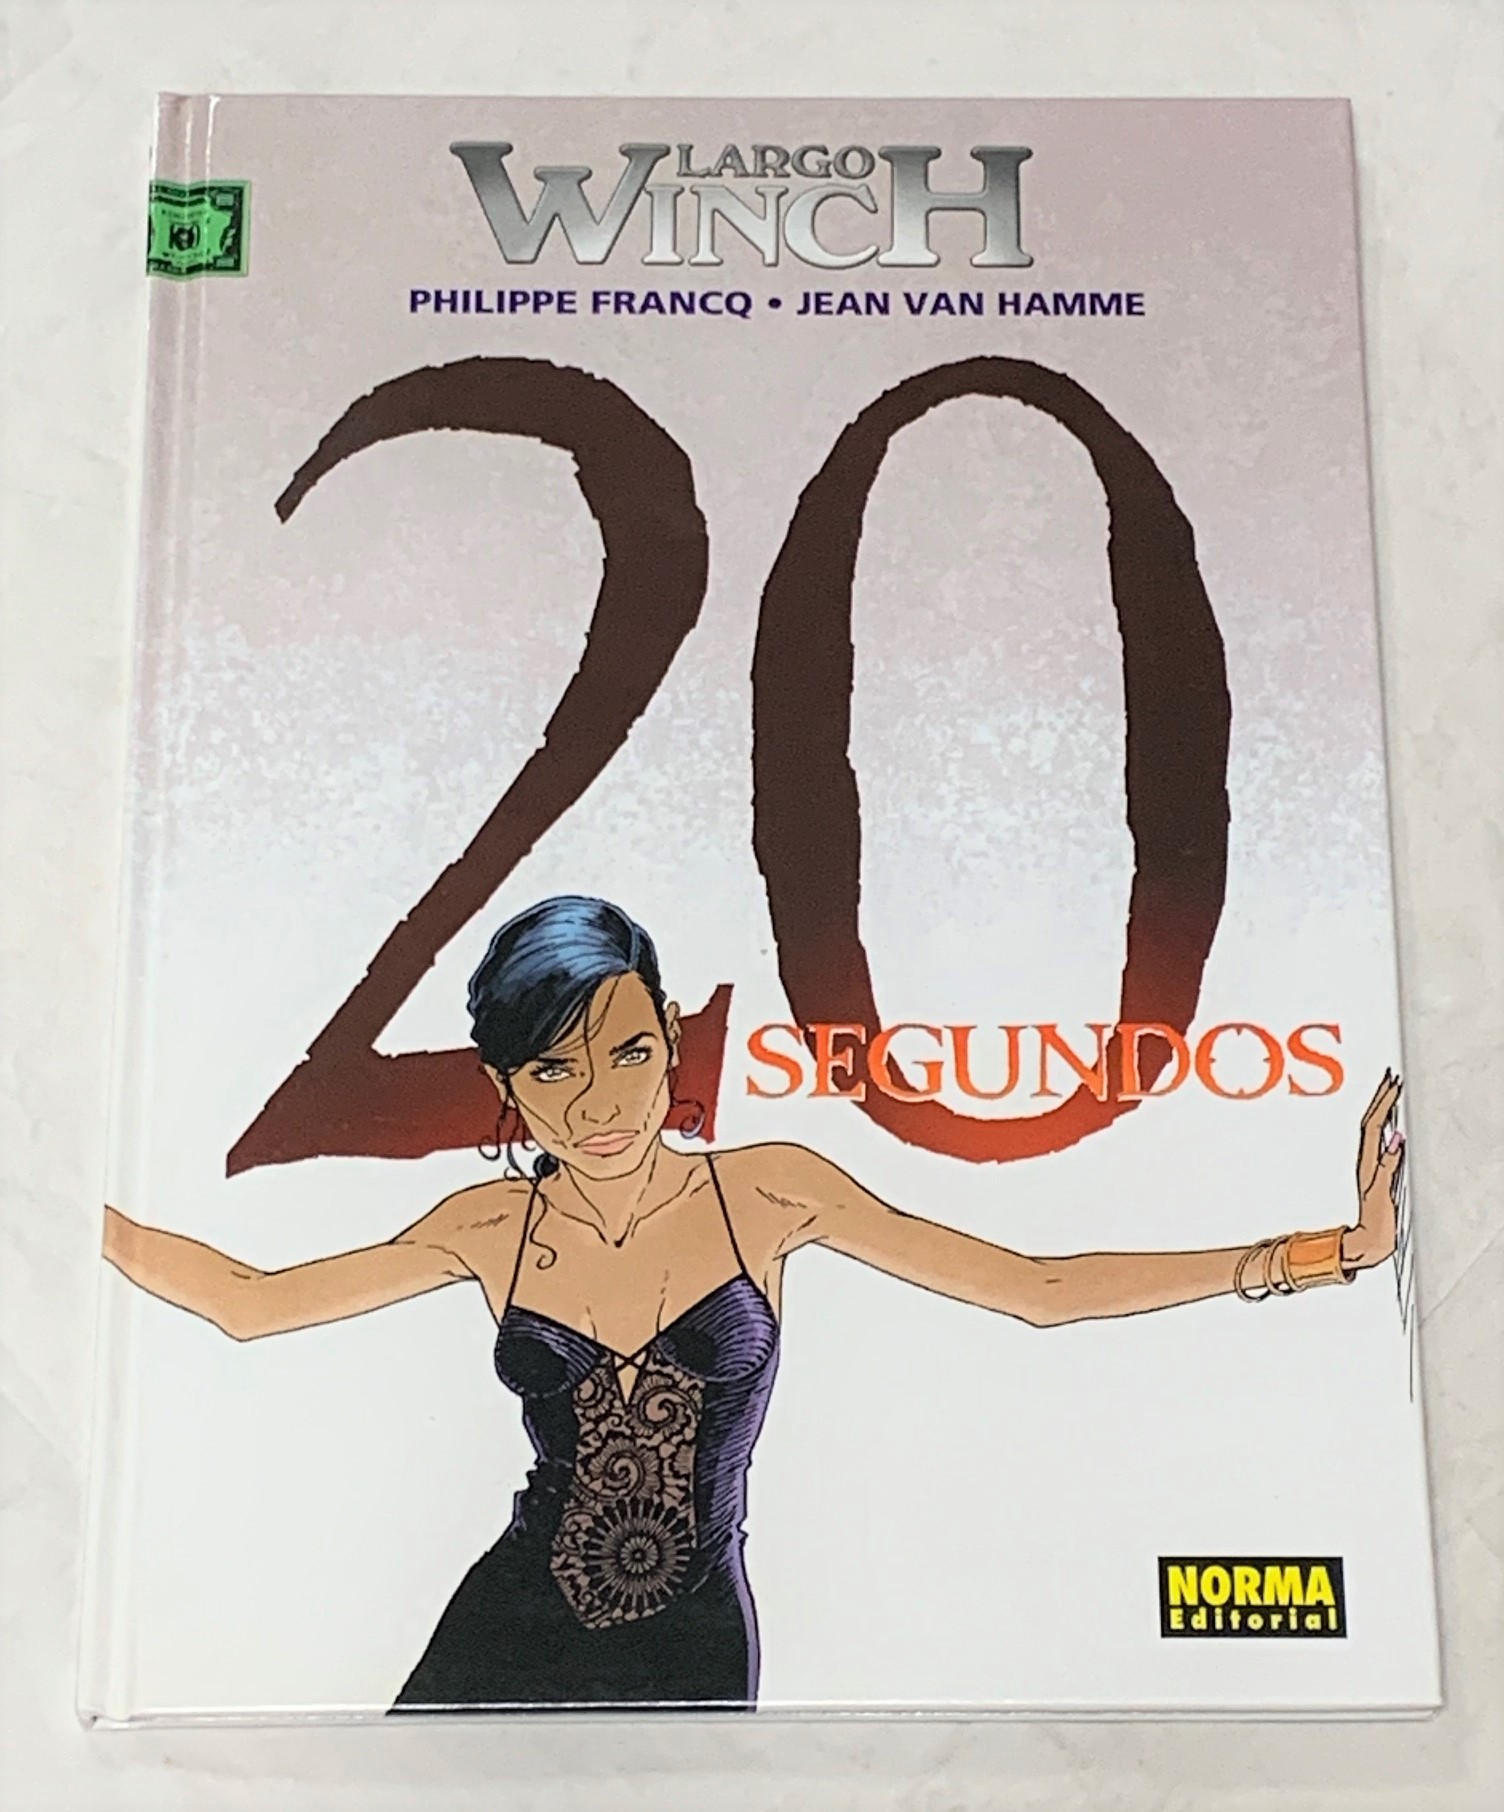 LARGO
WINCH
PHILIPPE FRANCQ • JEAN VAN HAMME
20
SEGUNDOS
NORMA
Editorial